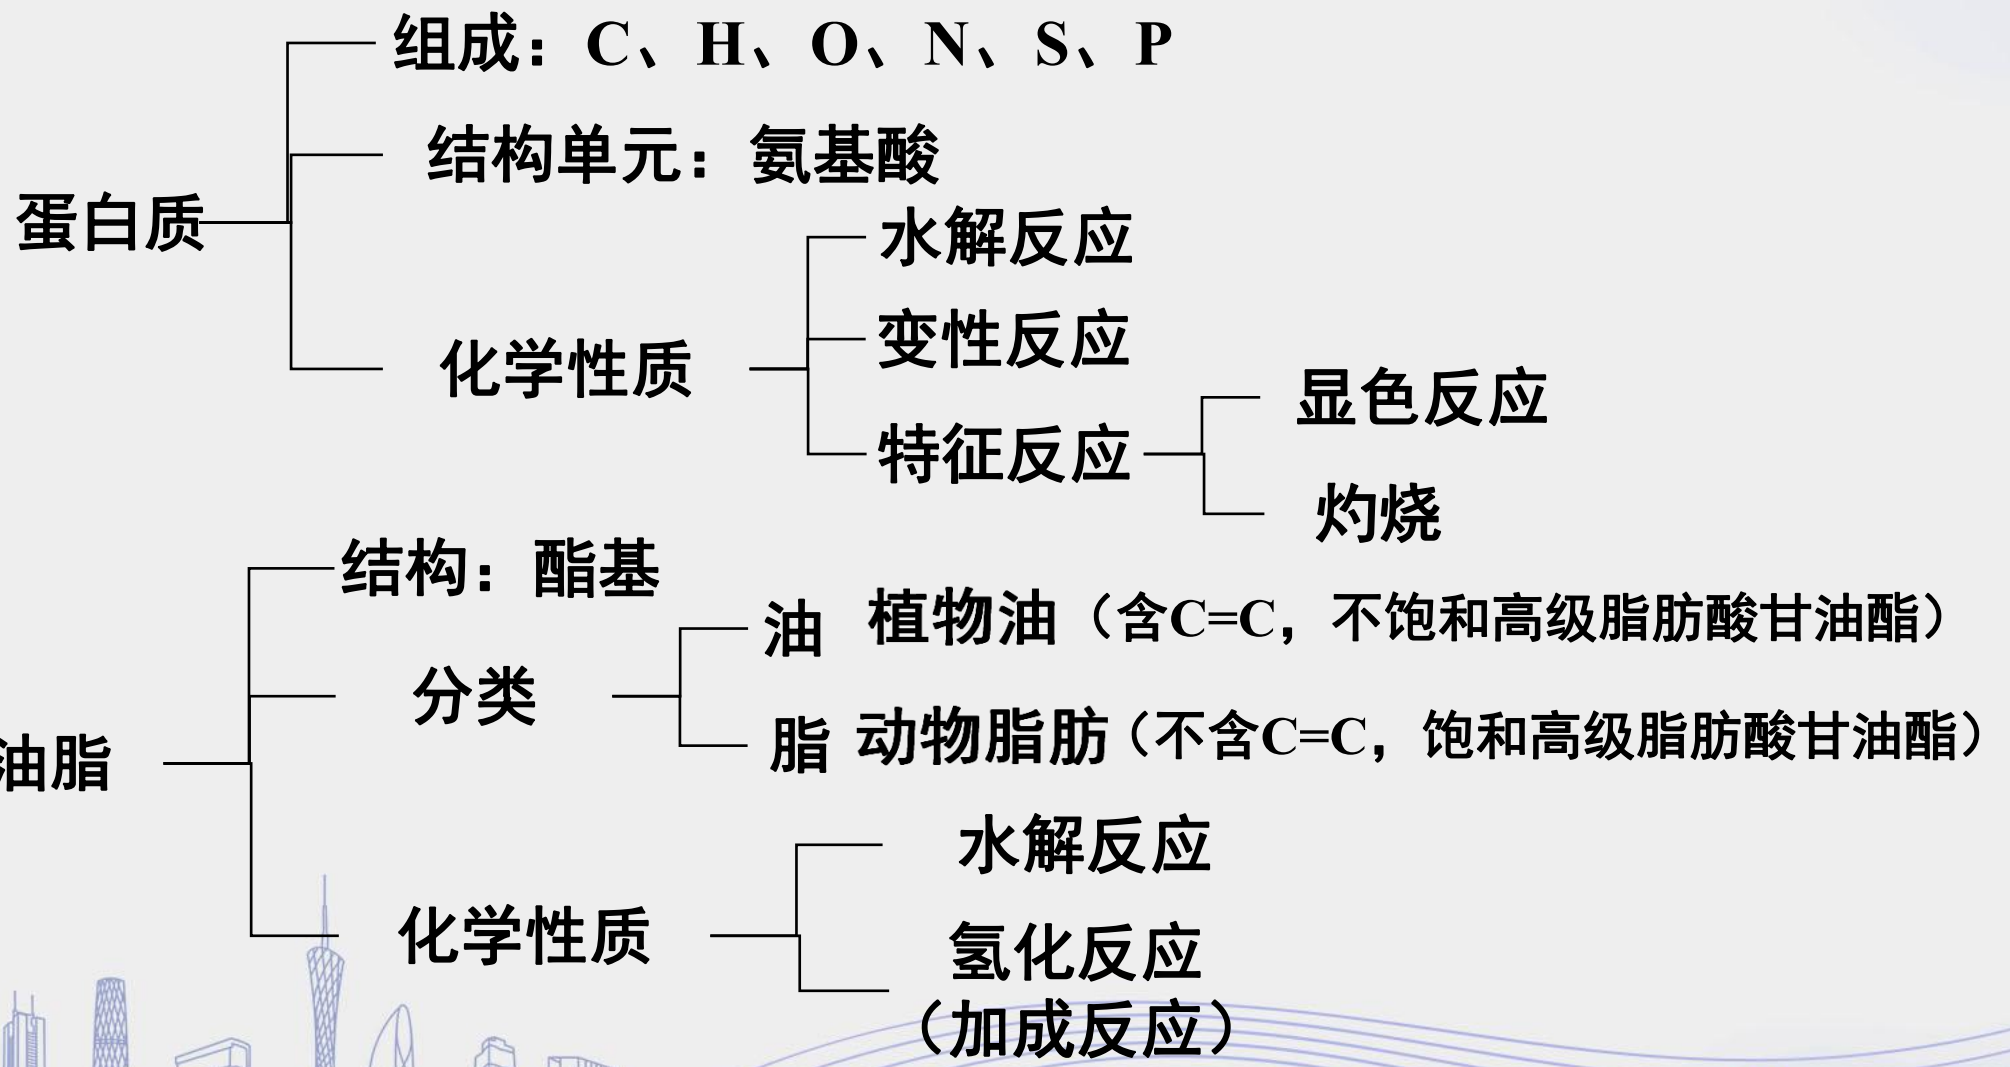 组成：C、H、O、N、S、P
结构单元：氨基酸
蛋白质
水解反应
变性反应
化学性质
显色反应
特征反应
灼烧
结构：酯基
油 植物油（含C=C，不饱和高级脂肪酸甘油酯）
分类
脂 动物脂肪（不含C=C，饱和高级脂肪酸甘油酯）
油脂
水解反应
化学性质
氢化反应
（加成反应）